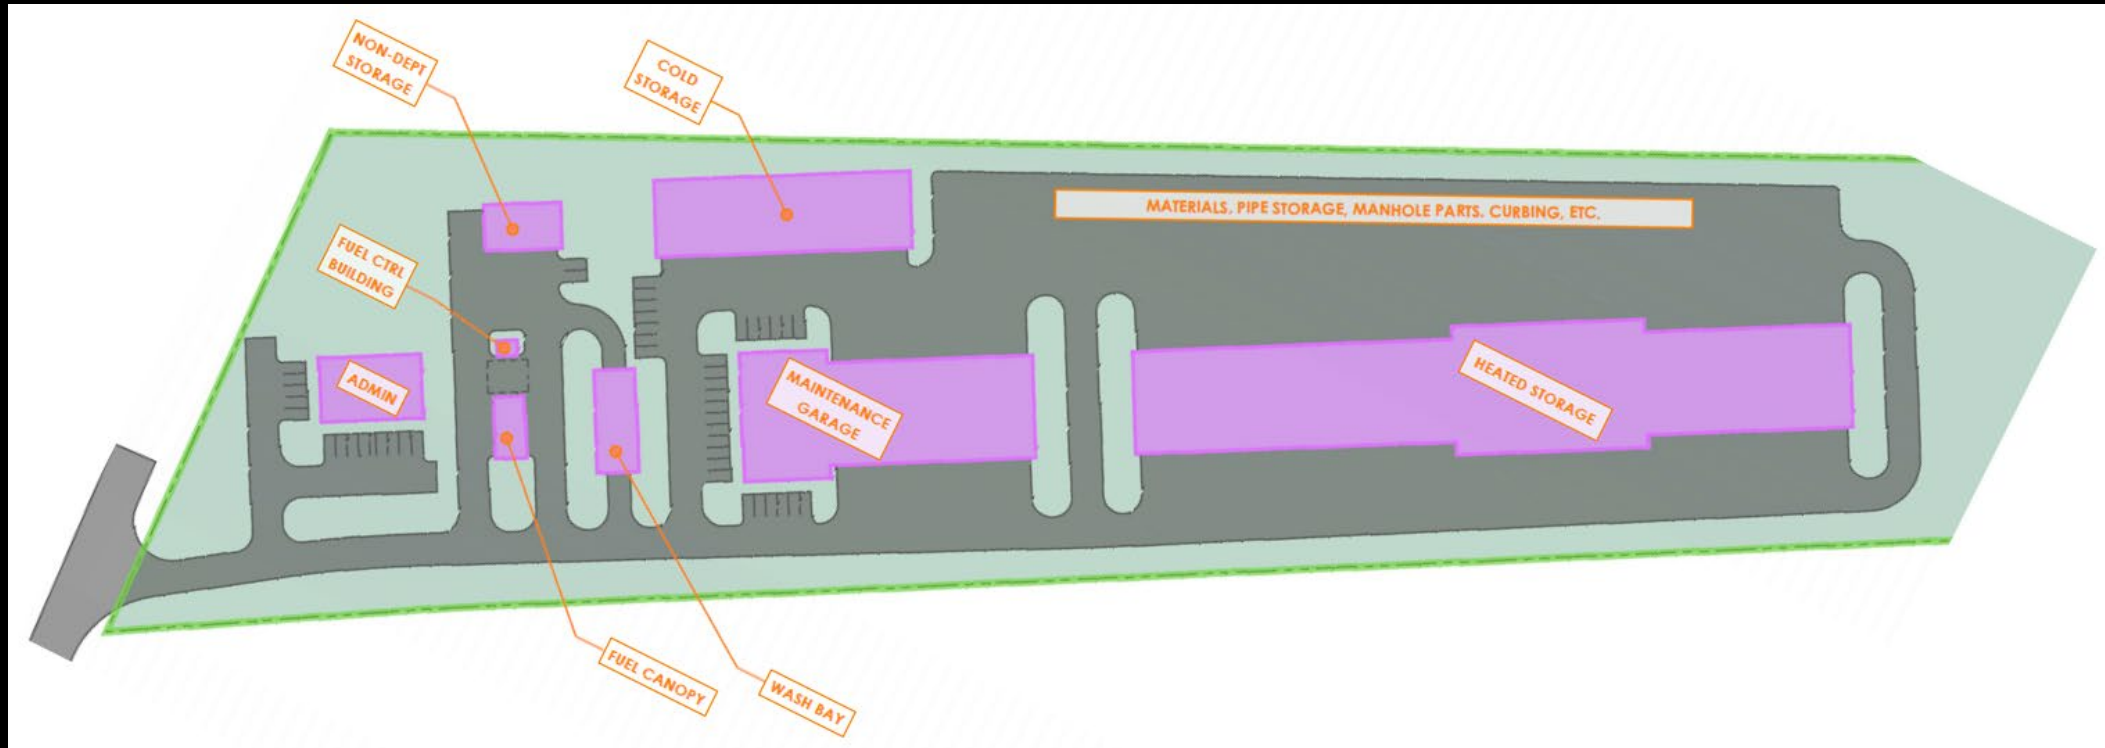 NON-DEPT
STORAGE
COLD
STORAGE
MATERIALS, PIPE STORAGE, MANHOLE PARTS, CURBING, ETC.
FUEL CTRL
BUILDING
ADMIN
MAINTENANCE
GARAGE
HEATED STORAGE
FUEL CANOPY
WASH BAY